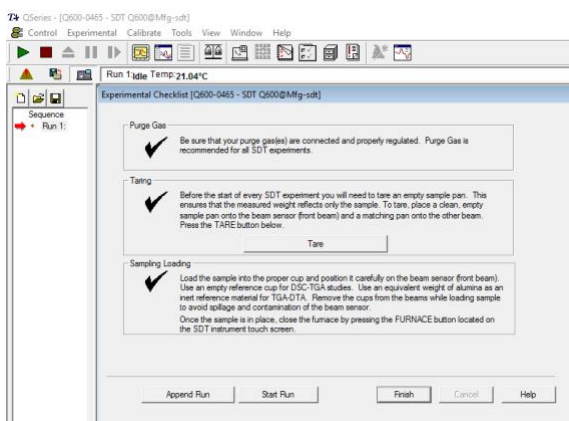 QSeries - [Q600-0465 - SDT Q600@Mfg-sdt]
Control Experimental Calibrate Tools View Window Help
Run 1:Idle Temp:21.04°C
Experimental Checklist [Q600-0465 - SDT Q600@Mfg-sdt]
Sequence
Run 1:
Purge Gas
Be sure that your purge gas(es) are connected and properly regulated. Purge Gas is
recommended for all SDT experiments.
Taring
Before the start of every SDT experiment you will need to tare an empty sample pan. This
ensures that the measured weight reflects only the sample. To tare, place a clean, empty
sample pan onto the beam sensor (front beam) and a matching pan onto the other beam.
Press the TARE button below.
Tare
Sampling Loading
Load the sample into the proper cup and position it carefully on the beam sensor (front beam).
Use an empty reference cup for DSC-TGA studies. Use an equivalent weight of alumina as an
inert reference material for TGA-DTA. Remove the cups from the beams while loading sample
to avoid spillage and contamination of the beam sensor.
Once the sample is in place, close the furnace by pressing the FURNACE button located on
the SDT instrument touch screen.
Append Run Start Run Finish Cancel Help